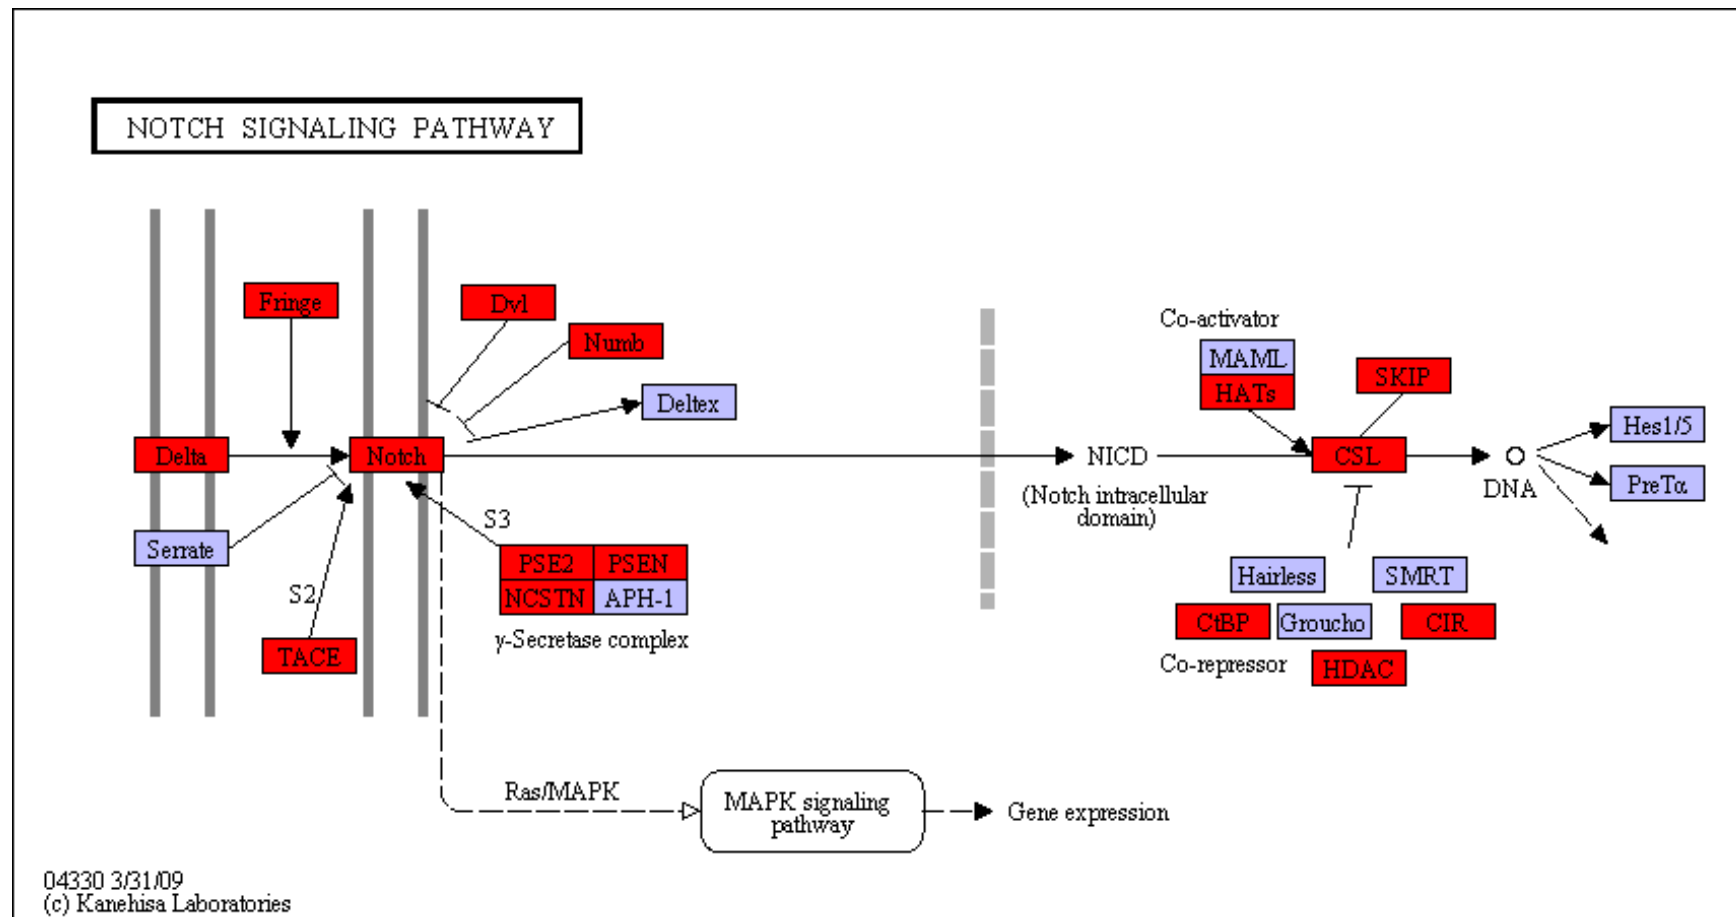 NOTCH SIGNALING PATHWAY
Fringe
Dvl
Numb
Deltex
Delta
Notch
Serrate
S2
TACE
S3
PSE2 PSEN
NCSTN APH-1
γ-Secretase complex
Co-activator
MAML
HATs
SKIP
NICD
(Notch intracellular
domain)
CSL
DNA
Hes1/5
PreTα
Hairless SMRT
CtBP Groucho CIR
Co-repressor HDAC
Ras/MAPK
MAPK signaling
pathway
Gene expression
04330 3/31/09
(c) Kanehisa Laboratories